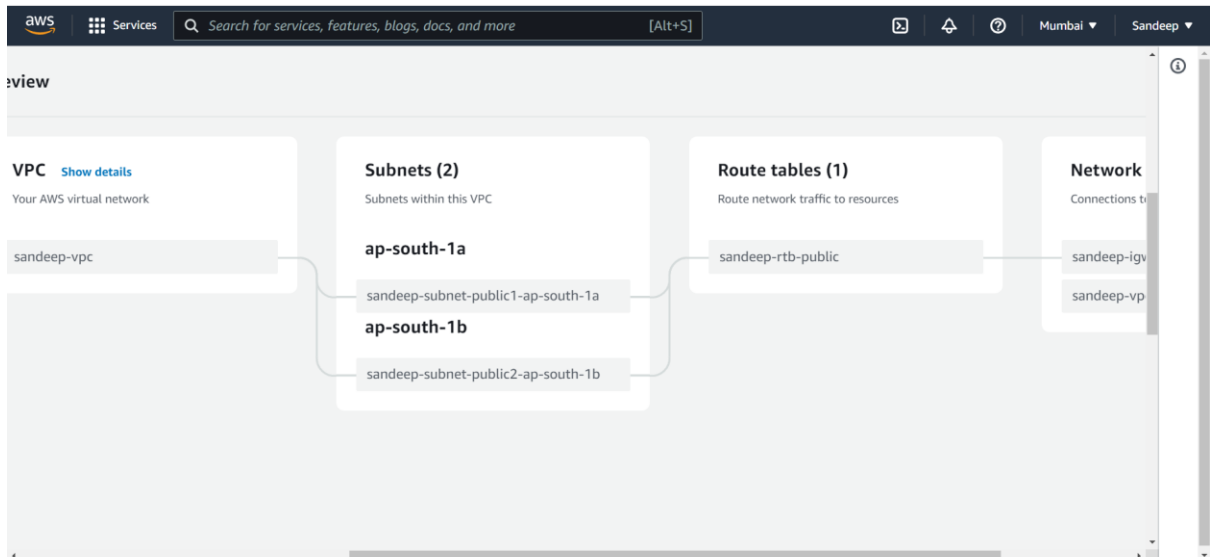 aws
Services
Search for services, features, blogs, docs, and more [Alt+S]
Mumbai
Sandeep
eview
VPC Show details
Your AWS virtual network
sandeep-vpc
Subnets (2)
Subnets within this VPC
ap-south-1a
sandeep-subnet-public1-ap-south-1a
ap-south-1b
sandeep-subnet-public2-ap-south-1b
Route tables (1)
Route network traffic to resources
sandeep-rtb-public
Network
Connections t
sandeep-igw
sandeep-vp